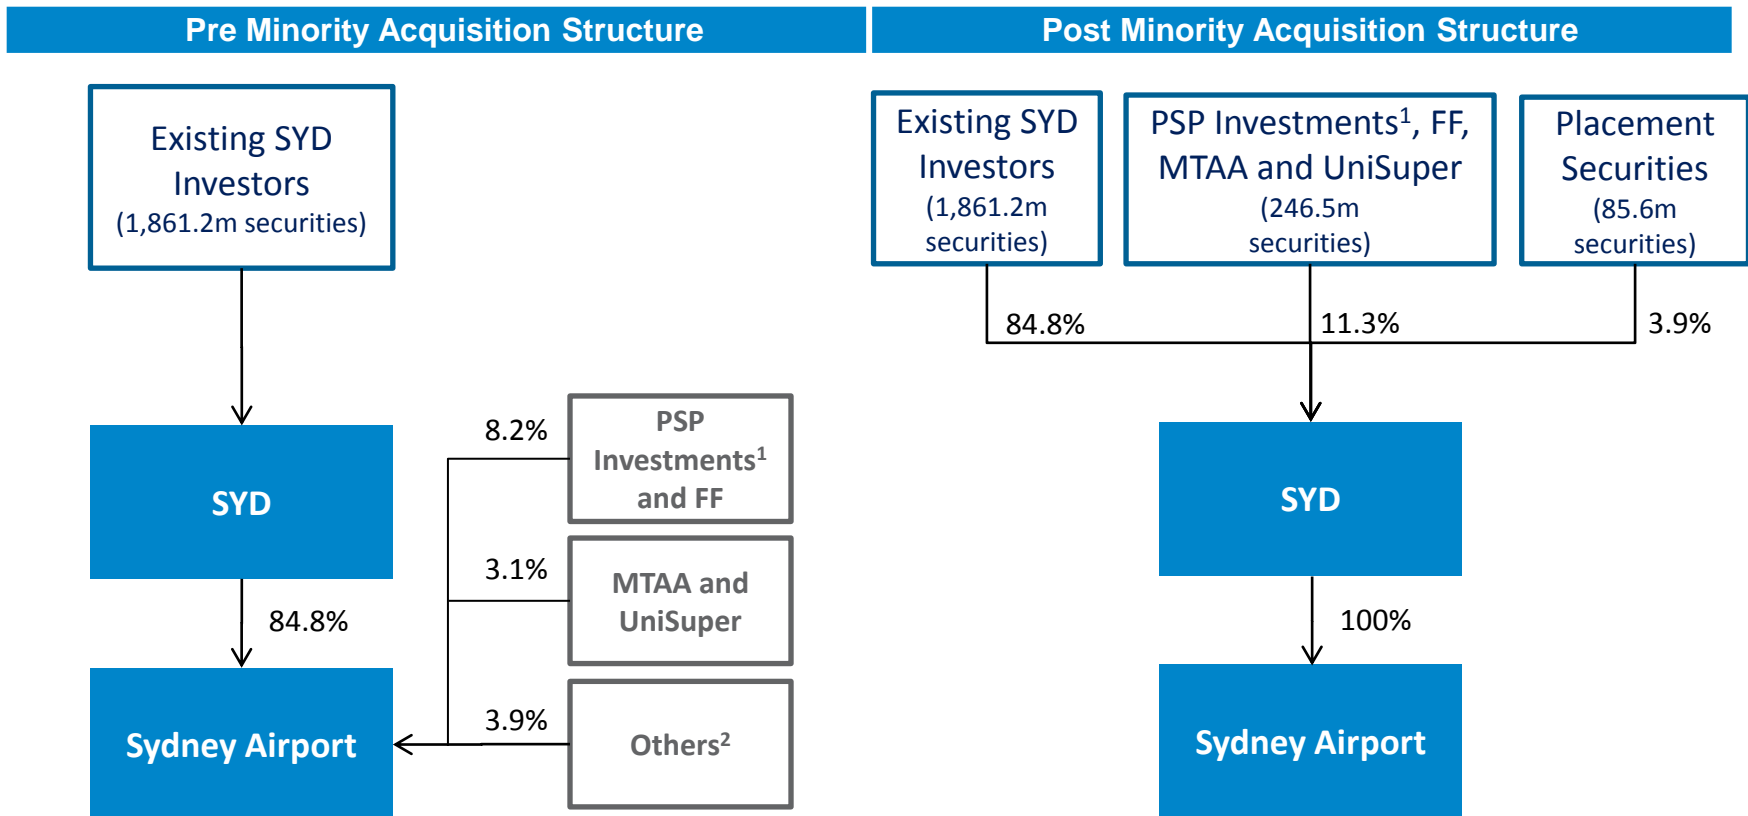 Pre Minority Acquisition Structure
Existing SYD
Investors
(1,861.2m securities)
SYD
84.8%
Sydney Airport
8.2%
PSP
Investments¹
and FF
3.1%
MTAA and
UniSuper
3.9%
Others²
Post Minority Acquisition Structure
Existing SYD
Investors
(1,861.2m
securities)
PSP Investments¹, FF,
MTAA and UniSuper
(246.5m
securities)
Placement
Securities
(85.6m
securities)
84.8%
11.3%
3.9%
SYD
100%
Sydney Airport